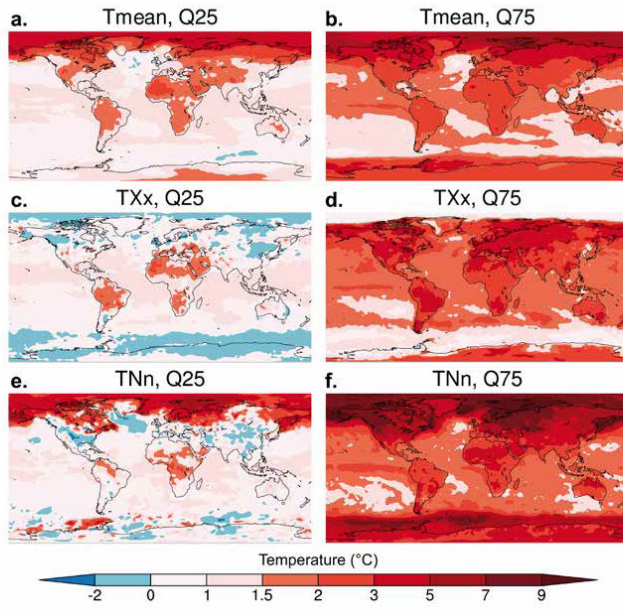 a. Tmean, Q25
b. Tmean, Q75
c. TXx, Q25
d. TXx, Q75
e. TNn, Q25
f. TNn, Q75
Temperature (°C)
-2 0 1 1.5 2 3 5 7 9